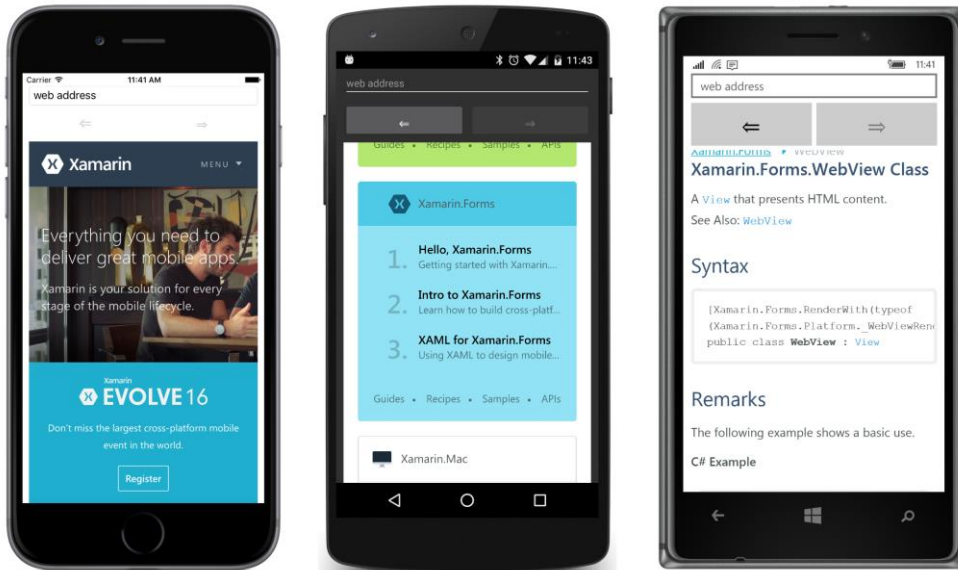 Carrier 11:41 AM
web address
⇐ ⇒
Xamarin MENU ▼
Everything you need to
deliver great mobile apps.
Xamarin is your solution for every
stage of the mobile lifecycle.
Xamarin
EVOLVE 16
Don't miss the largest cross-platform mobile
event in the world.
Register
11:43
web address
⇐ ⇒
Guides • Recipes • Samples • APIs
Xamarin.Forms
1. Hello, Xamarin.Forms
Getting started with Xamarin...
2. Intro to Xamarin.Forms
Learn how to build cross-platf...
3. XAML for Xamarin.Forms
Using XAML to design mobile...
Guides • Recipes • Samples • APIs
Xamarin.Mac
11:41
web address
⇐ ⇒
Xamarin.Forms ▸ WebView
Xamarin.Forms.WebView Class
A View that presents HTML content.
See Also: WebView
Syntax
[Xamarin.Forms.RenderWith(typeof
(Xamarin.Forms.Platform._WebViewRen
public class WebView : View
Remarks
The following example shows a basic use.
C# Example